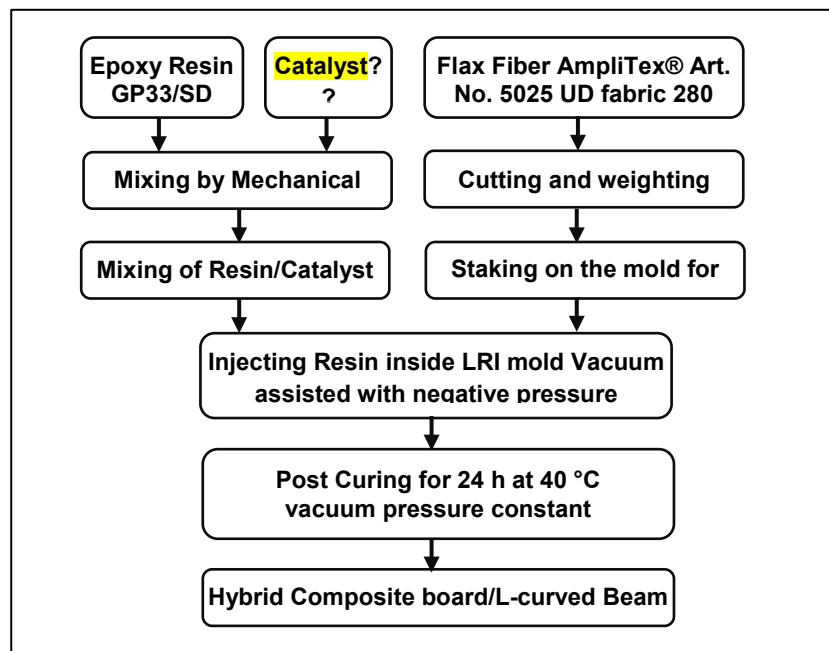 Epoxy Resin
GP33/SD
Catalyst?
?
Flax Fiber AmpliTex® Art.
No. 5025 UD fabric 280
Mixing by Mechanical
Cutting and weighting
Mixing of Resin/Catalyst
Staking on the mold for
Injecting Resin inside LRI mold Vacuum
assisted with negative pressure
Post Curing for 24 h at 40 °C
vacuum pressure constant
Hybrid Composite board/L-curved Beam